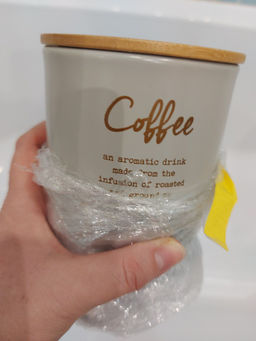 Coffee
an aromatic drink
made from the
infusion of roasted